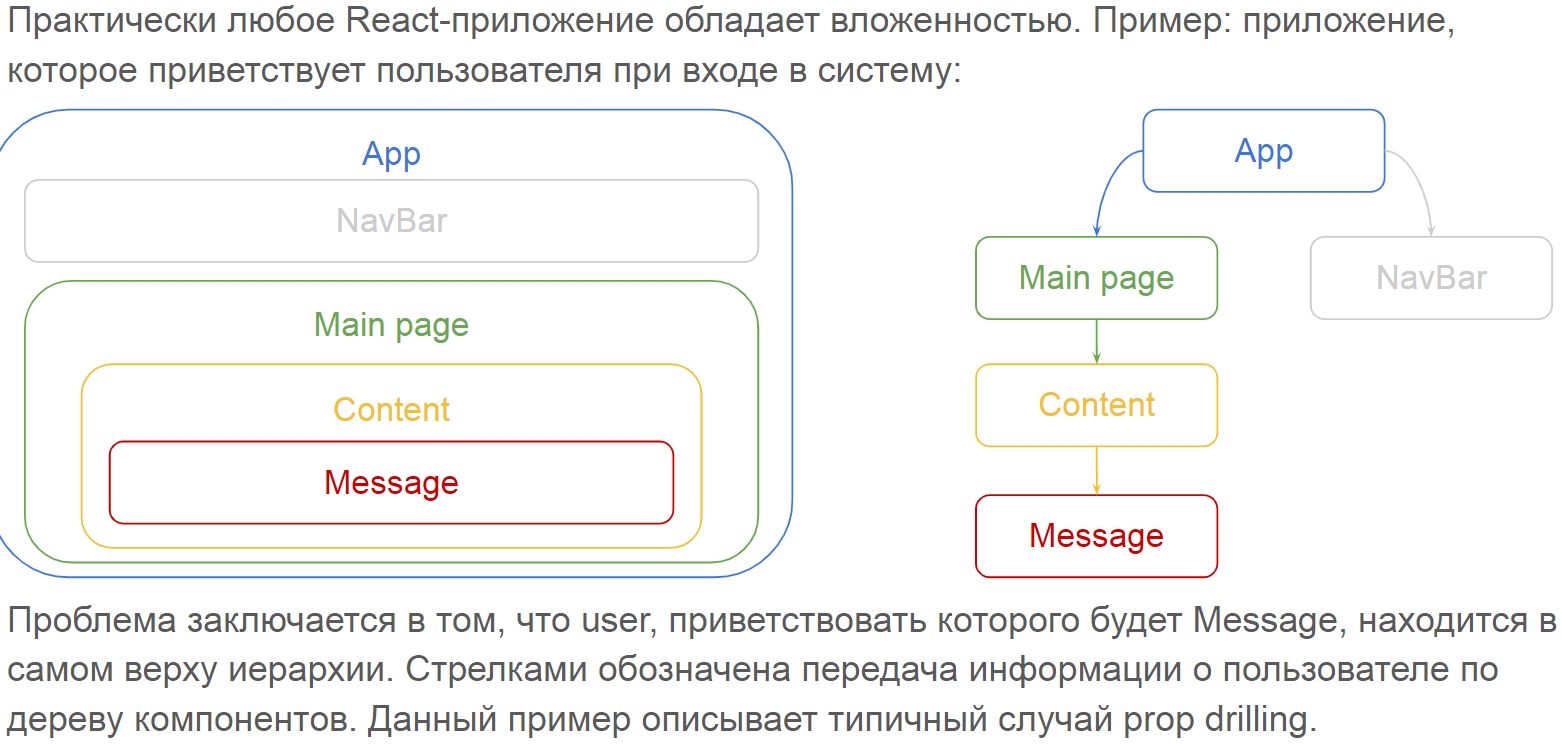 Практически любое React-приложение обладает вложенностью. Пример: приложение,
которое приветствует пользователя при входе в систему:
App
NavBar
Main page
Content
Message
App
Main page
NavBar
Content
Message
Проблема заключается в том, что user, приветствовать которого будет Message, находится в
самом верху иерархии. Стрелками обозначена передача информации о пользователе по
дереву компонентов. Данный пример описывает типичный случай prop drilling.